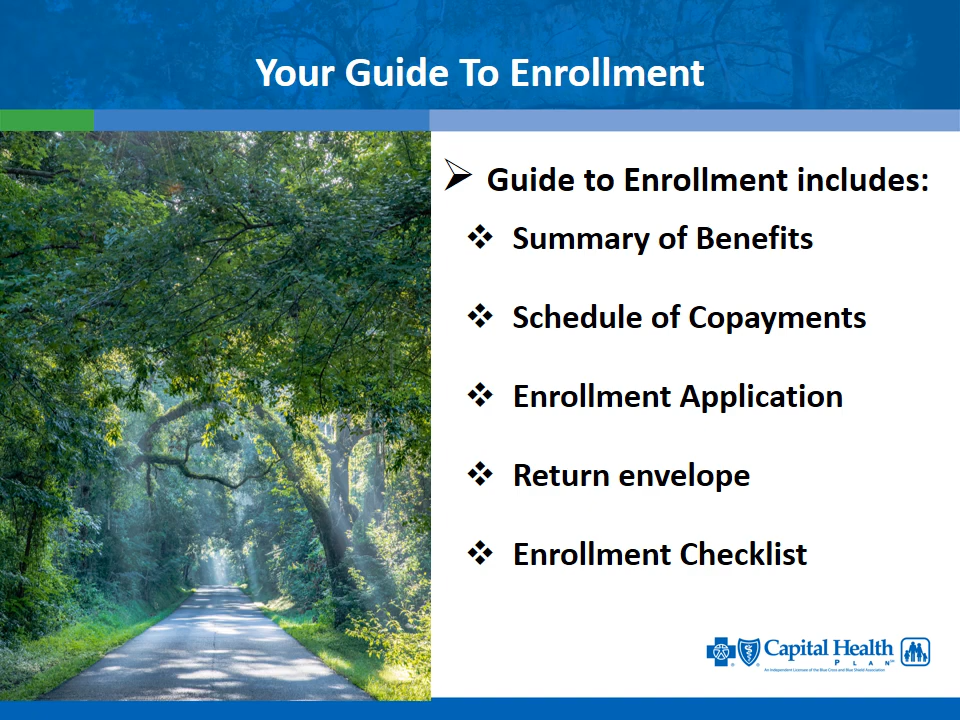 Your Guide To Enrollment
Guide to Enrollment includes:
Summary of Benefits
Schedule of Copayments
Enrollment Application
Return envelope
Enrollment Checklist
Capital Health
PLAN™
An Independent Licensee of the Blue Cross and Blue Shield Association